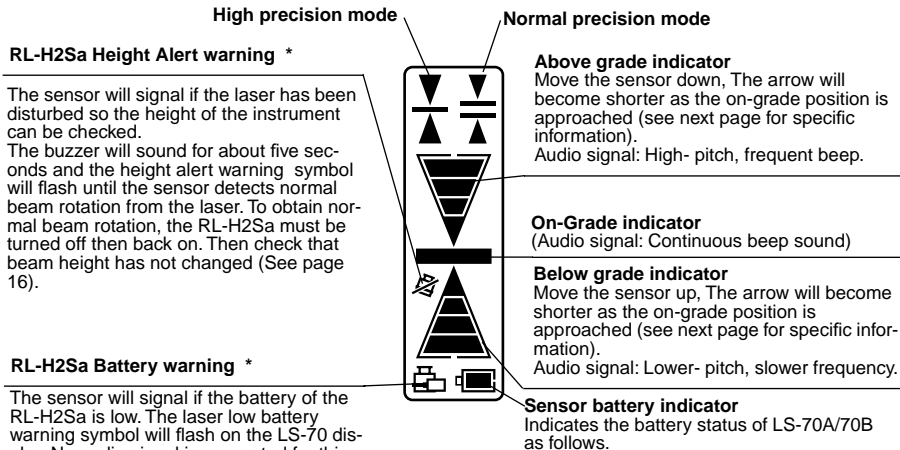 High precision mode
Normal precision mode
RL-H2Sa Height Alert warning *
The sensor will signal if the laser has been
disturbed so the height of the instrument
can be checked.
The buzzer will sound for about five sec-
onds and the height alert warning symbol
will flash until the sensor detects normal
beam rotation from the laser. To obtain nor-
mal beam rotation, the RL-H2Sa must be
turned off then back on. Then check that
beam height has not changed (See page
16).
RL-H2Sa Battery warning *
The sensor will signal if the battery of the
RL-H2Sa is low. The laser low battery
warning symbol will flash on the LS-70 dis-
Above grade indicator
Move the sensor down, The arrow will
become shorter as the on-grade position is
approached (see next page for specific
information).
Audio signal: High- pitch, frequent beep.
On-Grade indicator
(Audio signal: Continuous beep sound)
Below grade indicator
Move the sensor up, The arrow will become
shorter as the on-grade position is
approached (see next page for specific infor-
mation).
Audio signal: Lower- pitch, slower frequency.
Sensor battery indicator
Indicates the battery status of LS-70A/70B
as follows.